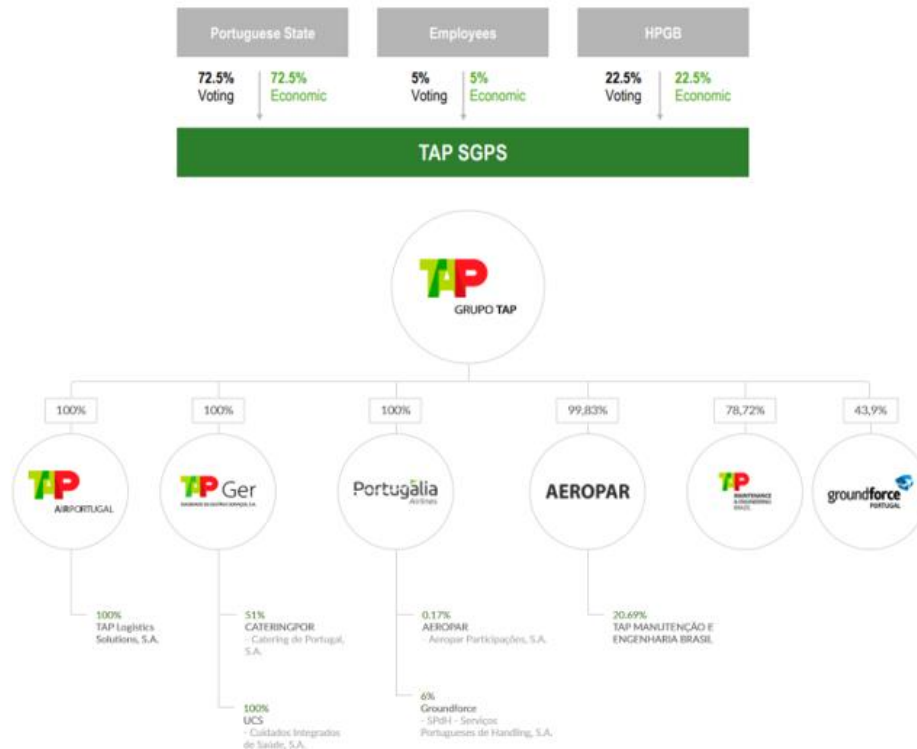 Portuguese State
Employees
HPGB
72.5%
Voting
72.5%
Economic
5%
Voting
5%
Economic
22.5%
Voting
22.5%
Economic
TAP SGPS
TAP
GRUPO TAP
100%
100%
100%
99,83%
78,72%
43,9%
TAP
AIRPORTUGAL
TAP Ger
Portugália
Airlines
AEROPAR
TAP
MAINTENANCE
& ENGINEERING
BRAZIL
groundforce
PORTUGAL
100%
TAP Logistics
Solutions, S.A.
51%
CATERINGPOR
- Catering de Portugal,
S.A.
0.17%
AEROPAR
- Aeropar Participações, S.A.
20.69%
TAP MANUTENÇÃO E
ENGENHARIA BRASIL
100%
UCS
- Cuidados Integrados
de Saúde, S.A.
6%
Groundforce
- SPdH - Serviços
Portugueses de Handling, S.A.